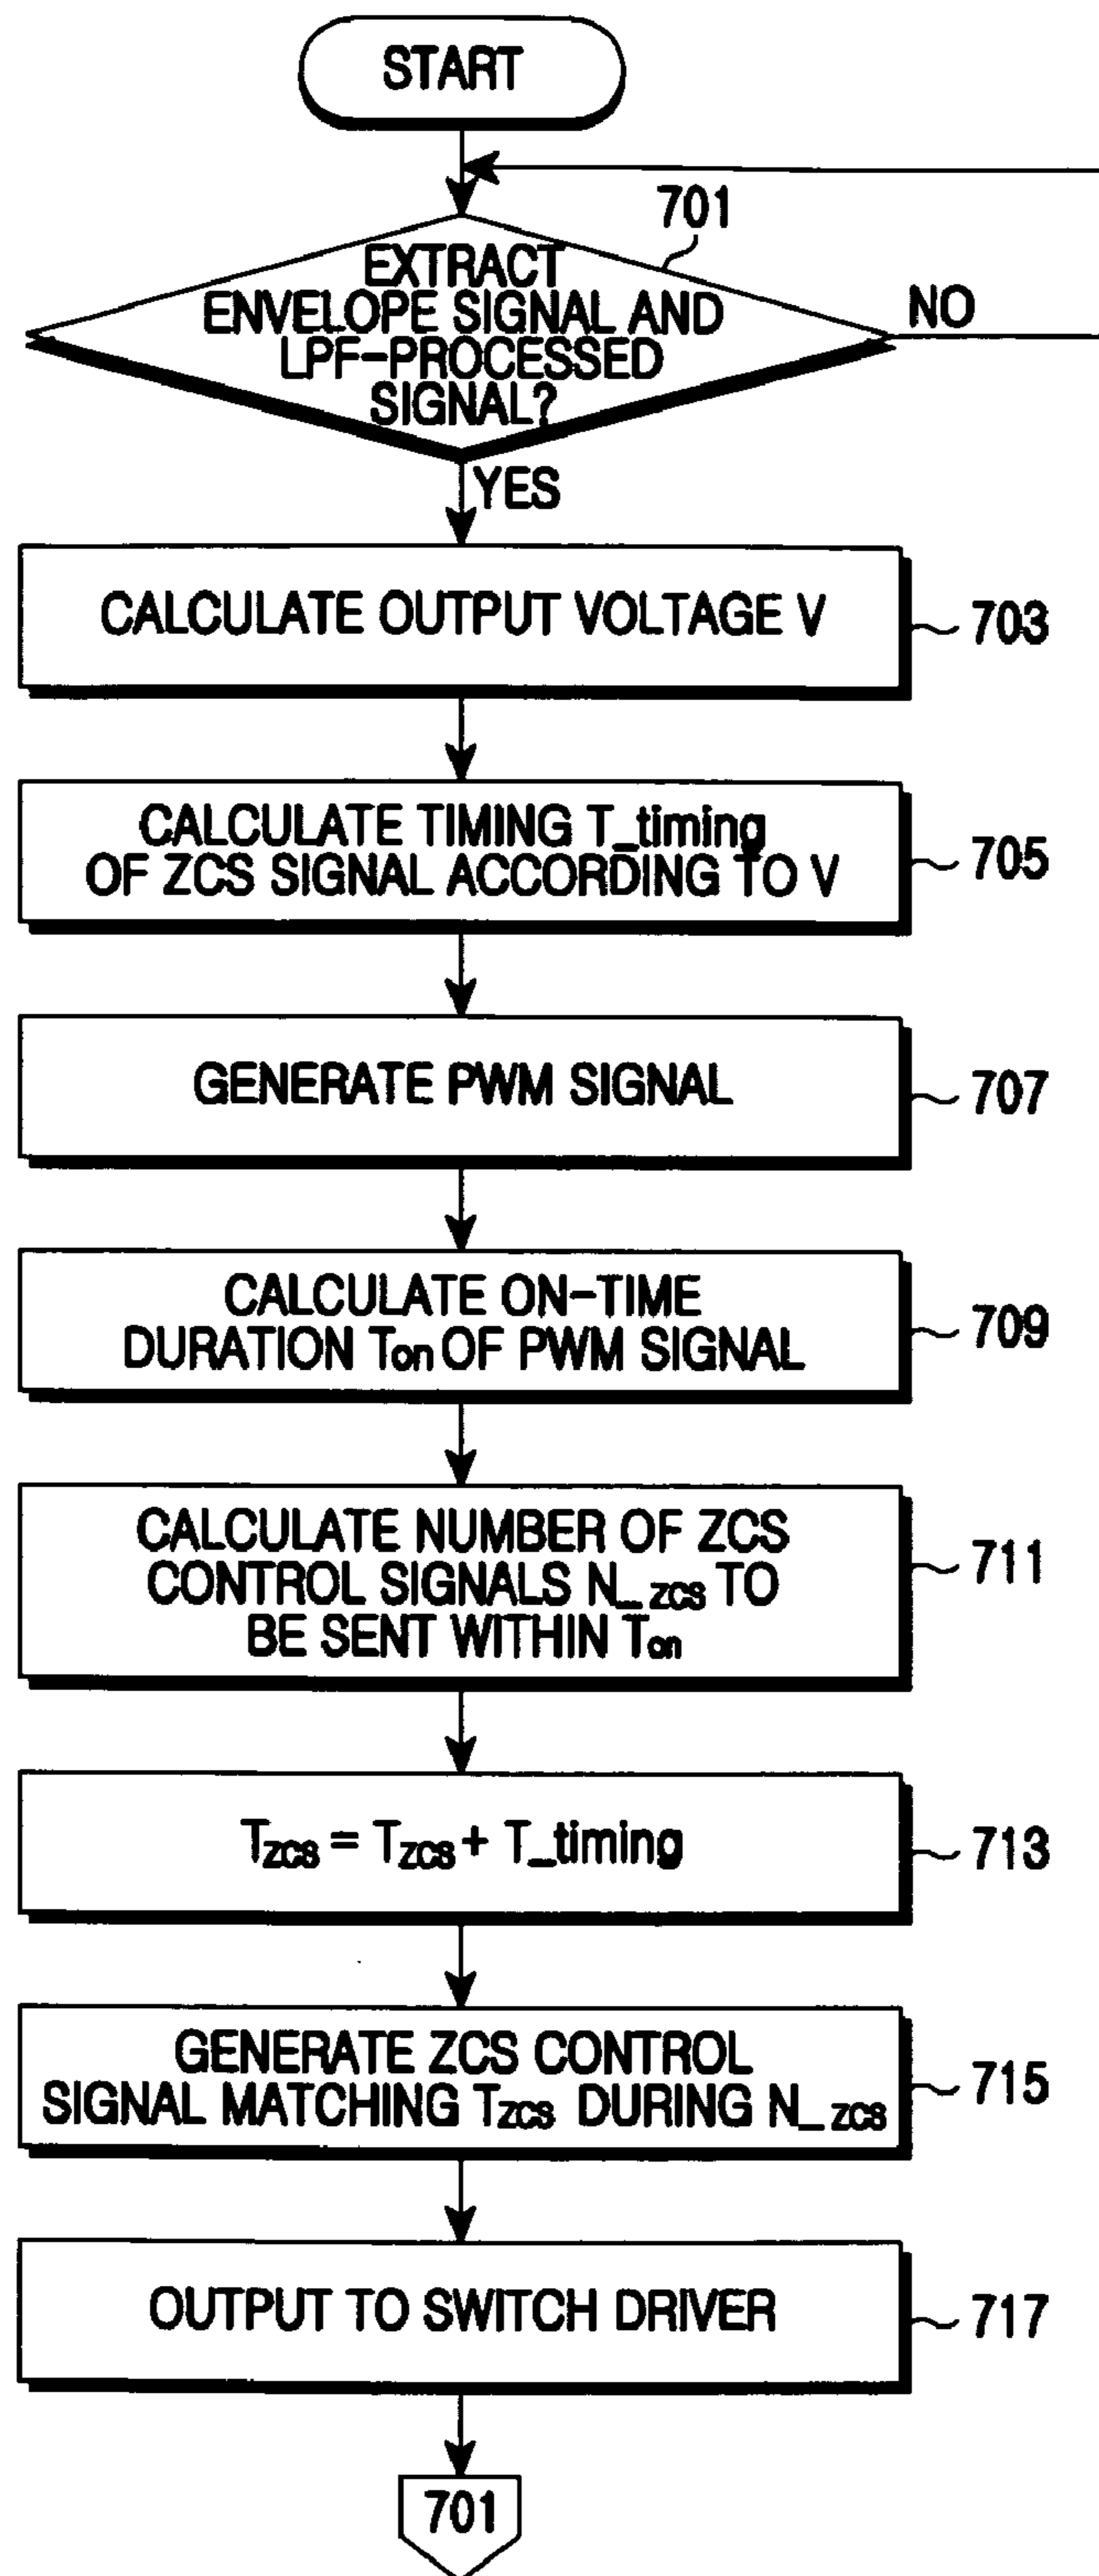 START
701
EXTRACT
ENVELOPE SIGNAL AND
LPF-PROCESSED
SIGNAL?
NO
YES
CALCULATE OUTPUT VOLTAGE V
703
CALCULATE TIMING T_timing
OF ZCS SIGNAL ACCORDING TO V
705
GENERATE PWM SIGNAL
707
CALCULATE ON-TIME
DURATION Ton OF PWM SIGNAL
709
CALCULATE NUMBER OF ZCS
CONTROL SIGNALS N_zcs TO
BE SENT WITHIN Ton
711
Tzcs = Tzcs + T_timing
713
GENERATE ZCS CONTROL
SIGNAL MATCHING Tzcs DURING N_zcs
715
OUTPUT TO SWITCH DRIVER
717
701